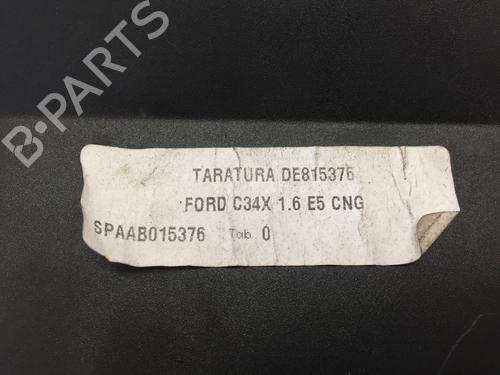 B-PARTS
TARATURA DE815376
FORD C34X 1.6 E5 CNG
SPAAB015376 Tab 0